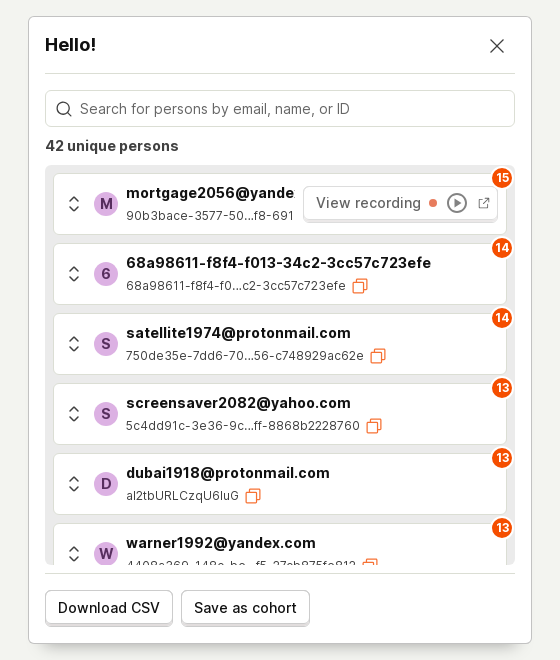 Hello!
Search for persons by email, name, or ID
42 unique persons
15
M
mortgage2056@yande
90b3bace-3577-50...f8-691
View recording
14
6
68a98611-f8f4-f013-34c2-3cc57c723efe
68a98611-f8f4-f0...c2-3cc57c723efe
14
S
satellite1974@protonmail.com
750de35e-7dd6-70...56-c748929ac62e
13
S
screensaver2082@yahoo.com
5c4dd91c-3e36-9c...ff-8868b2228760
13
D
dubai1918@protonmail.com
13
W
warner1992@yandex.com
Download CSV
Save as cohort